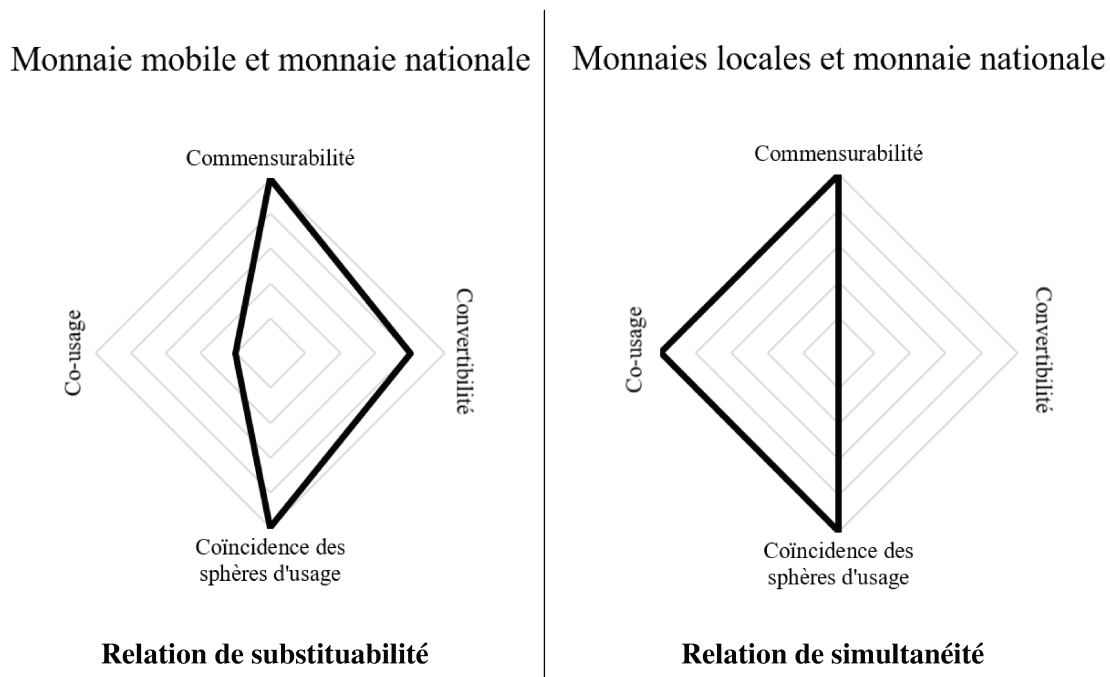 Monnaie mobile et monnaie nationale
Commensurabilité
Co-usage
Convertibilité
Coïncidence des
sphères d'usage
Relation de substituabilité
Monnaies locales et monnaie nationale
Commensurabilité
Co-usage
Convertibilité
Coïncidence des
sphères d'usage
Relation de simultanéité